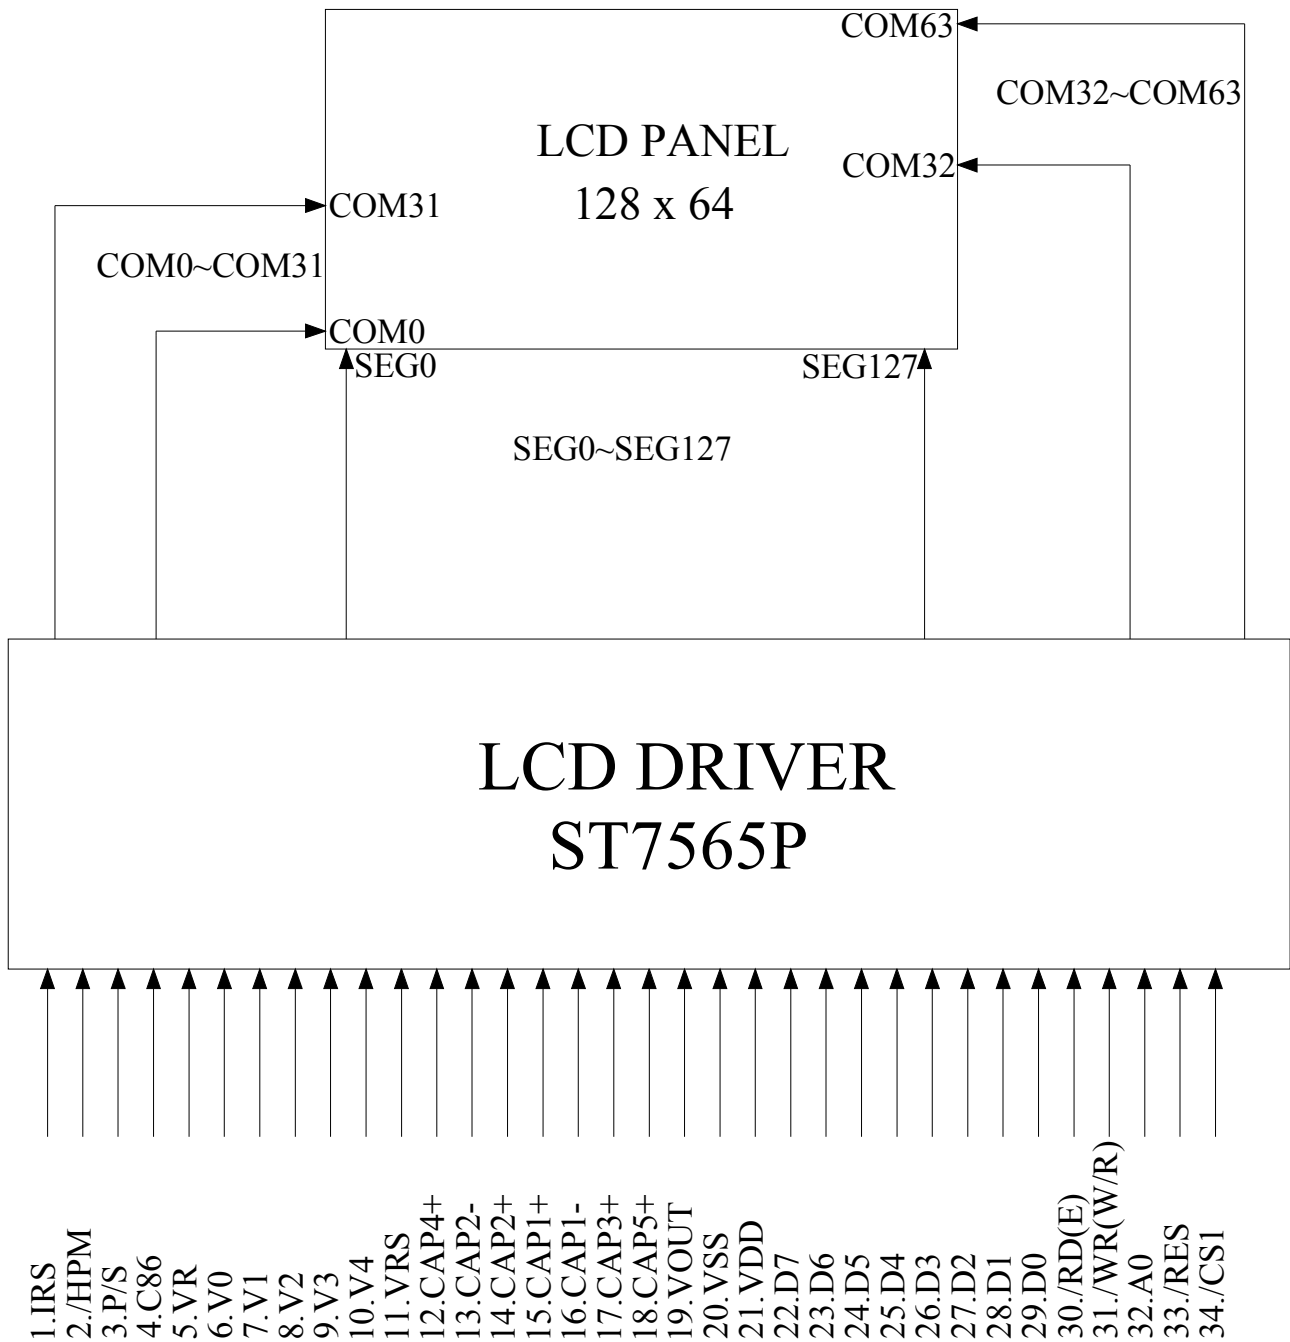 COM63
COM32~COM63
LCD PANEL
128 x 64
COM32
COM31
COM0~COM31
COM0
SEG0
SEG127
SEG0~SEG127
LCD DRIVER
ST7565P
1.IRS
2./HPM
3.P/S
4.C86
5.VR
6.V0
7.V1
8.V2
9.V3
10.V4
11.VRS
12.CAP4+
13.CAP2-
14.CAP2+
15.CAP1+
16.CAP1-
17.CAP3+
18.CAP5+
19.VOUT
20.VSS
21.VDD
22.D7
23.D6
24.D5
25.D4
26.D3
27.D2
28.D1
29.D0
30./RD(E)
31./WR(W/R)
32.A0
33./RES
34./CS1